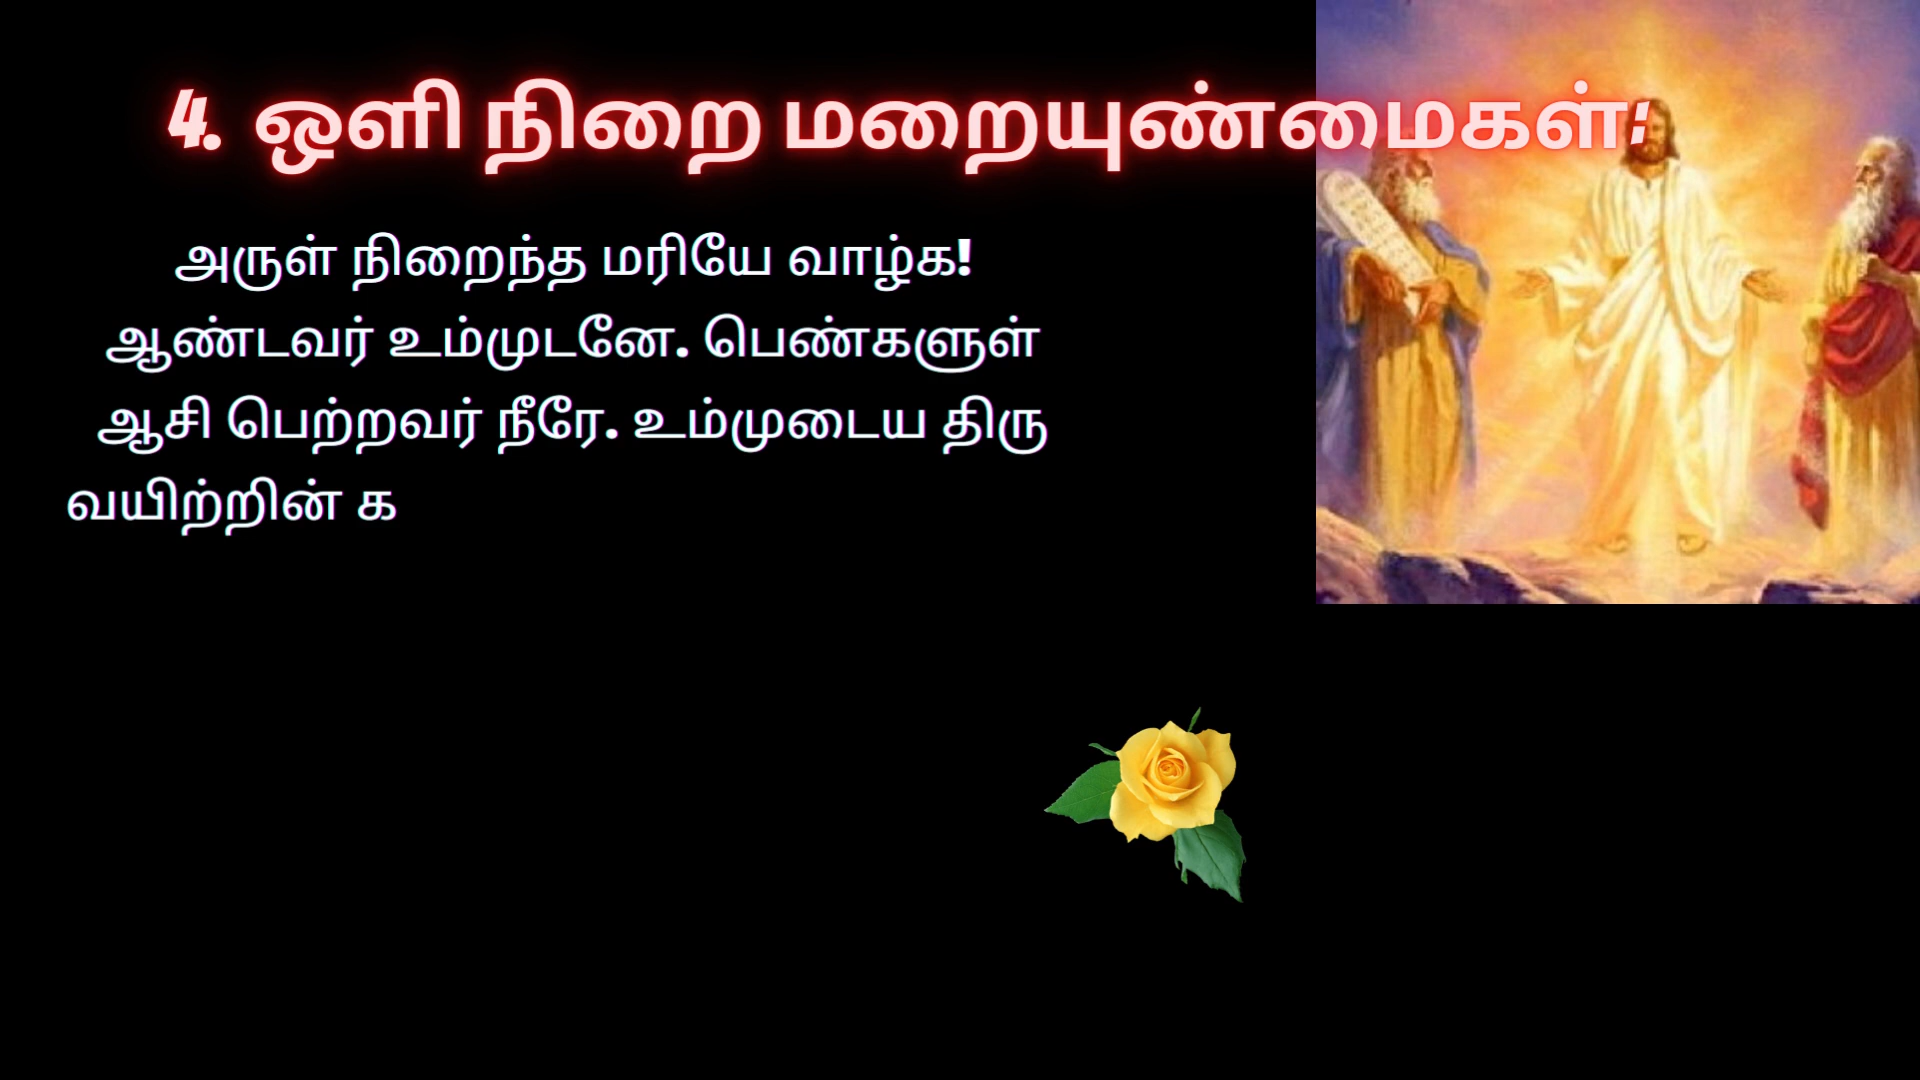 4. ஒளி நிறை மறையுண்மைகள்:
அருள் நிறைந்த மரியே வாழ்க!
ஆண்டவர் உம்முடனே. பெண்களுள்
ஆசி பெற்றவர் நீரே. உம்முடைய திரு
வயிற்றின் க